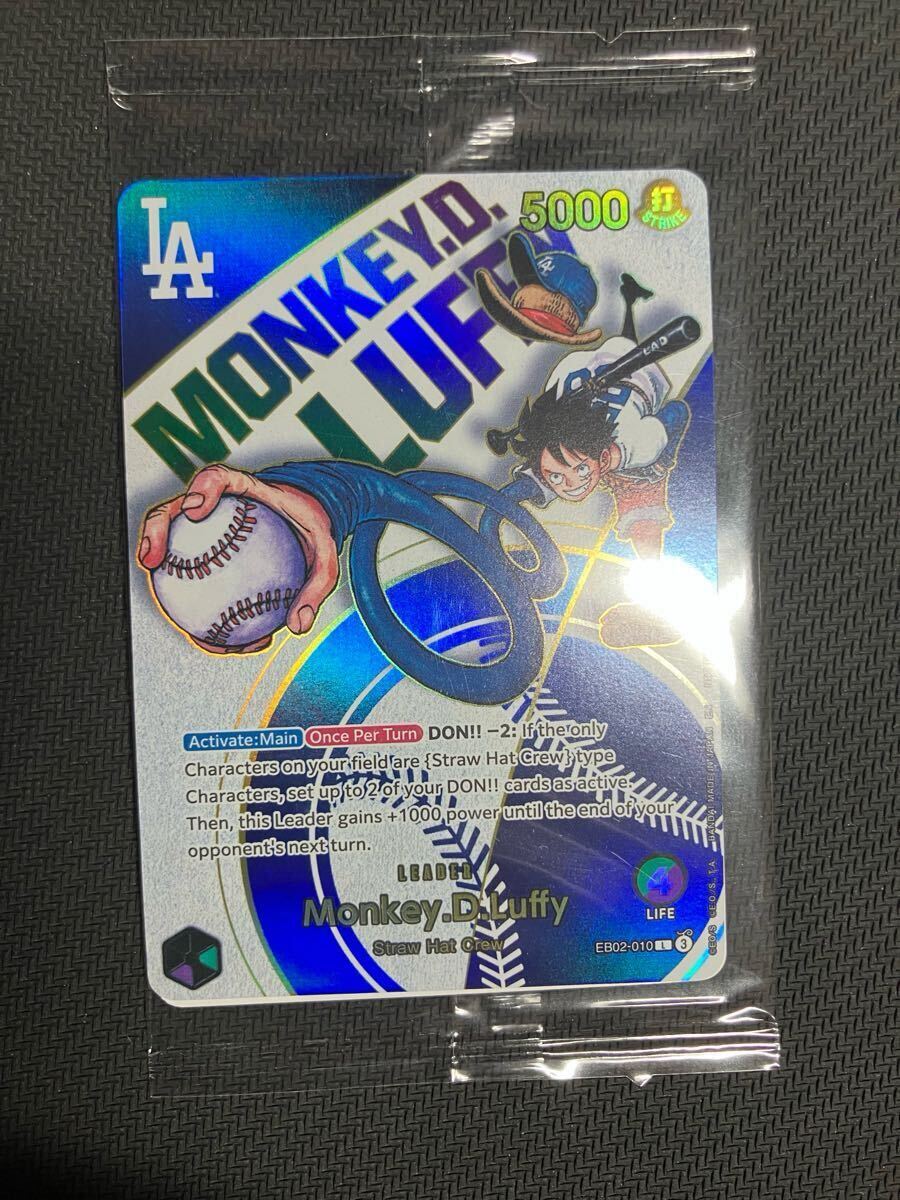 LA
MONKEY.D.
5000
打
STRIKE
LA
Activate:Main Once Per Turn DON!! −2: If the only
Characters on your field are {Straw Hat Crew} type
Characters, set up to 2 of your DON!! cards as active.
Then, this Leader gains +1000 power until the end of your
opponent's next turn.
LEADER
Monkey.D.Luffy
Straw Hat Crew
4
LIFE
EB02-010 L 3